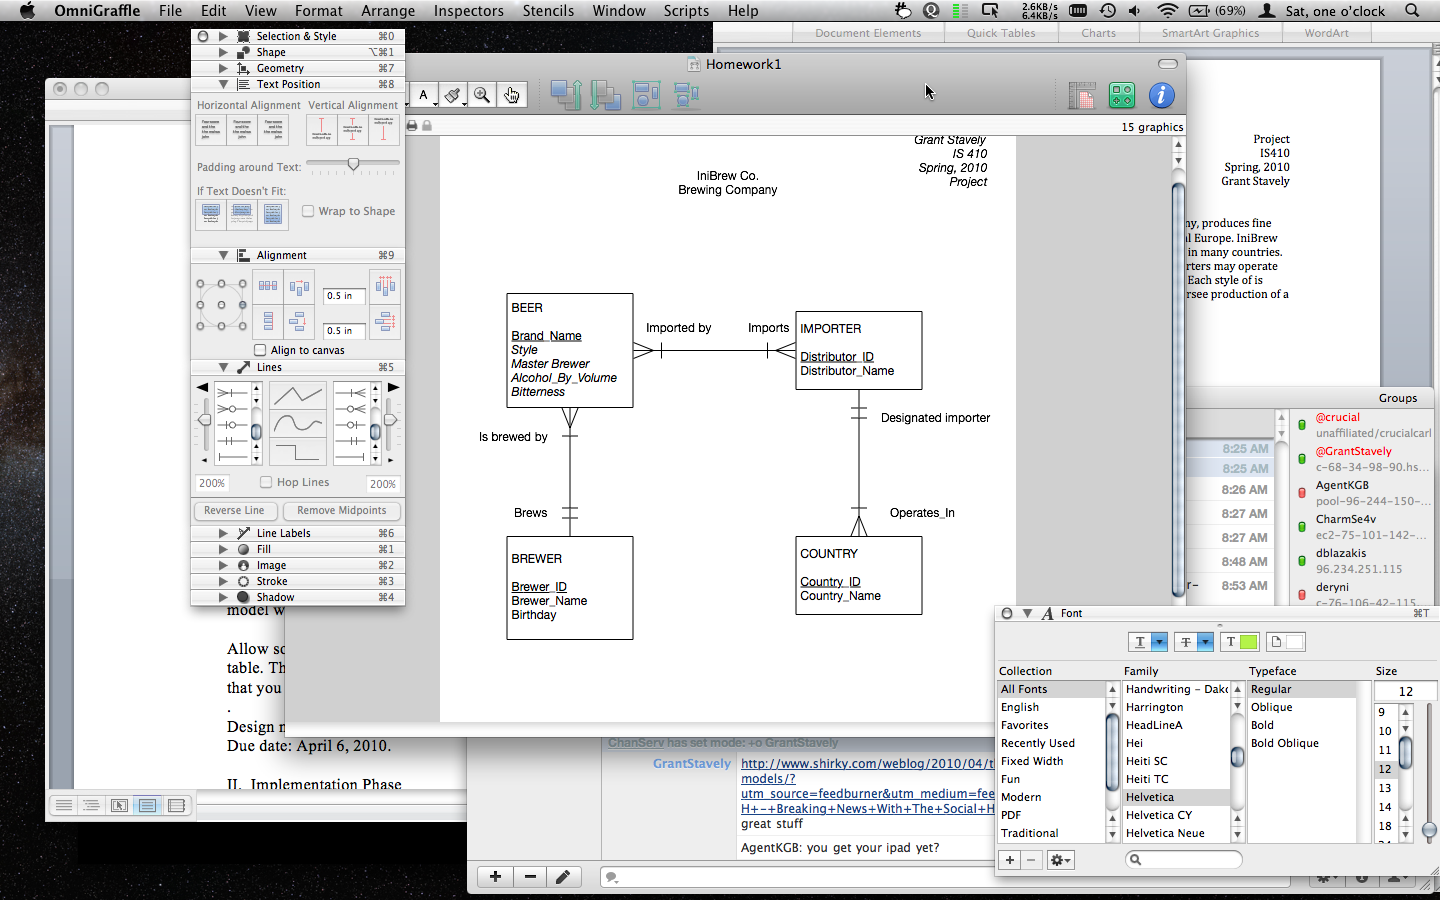 OmniGraffle File Edit View Format Arrange Inspectors Stencils Window Scripts Help
2.6KB/s
6.4KB/s
(69%) Sat, one o'clock
Document Elements Quick Tables Charts SmartArt Graphics WordArt
Selection & Style ⌘0
Shape ⌥⌘1
Geometry ⌘7
Text Position ⌘8
Horizontal Alignment Vertical Alignment
Padding around Text:
If Text Doesn't Fit:
Wrap to Shape
Alignment ⌘9
0.5 in
0.5 in
Align to canvas
Lines ⌘5
200% Hop Lines 200%
Reverse Line Remove Midpoints
Line Labels ⌘6
Fill ⌘1
Image ⌘2
Stroke ⌘3
Shadow ⌘4
Homework1
A
15 graphics
Grant Stavely
IS 410
Spring, 2010
Project
IniBrew Co.
Brewing Company
BEER
Brand_Name
Style
Master Brewer
Alcohol_By_Volume
Bitterness
Imported by Imports
IMPORTER
Distributor_ID
Distributor_Name
Designated importer
Is brewed by
Brews
Operates_In
BREWER
Brewer_ID
Brewer_Name
Birthday
COUNTRY
Country_ID
Country_Name
Project
IS410
Spring, 2010
Grant Stavely
ny, produces fine
al Europe. IniBrew
in many countries.
rters may operate
Each style of is
rsee production of a
model w
Allow so
table. Th
that you
.
Design n
Due date: April 6, 2010.
II. Implementation Phase
Groups
8:25 AM
8:25 AM
8:26 AM
8:27 AM
8:27 AM
8:48 AM
r- 8:53 AM
@crucial
unaffiliated/crucialcarl
@GrantStavely
c-68-34-98-90.hs...
AgentKGB
pool-96-244-150-...
CharmSe4v
ec2-75-101-142-...
dblazakis
96.234.251.115
deryni
c-76-106-42-115...
ChanServ has set mode: +o GrantStavely
GrantStavely http://www.shirky.com/weblog/2010/04/t
models/?
utm_source=feedburner&utm_medium=fee
H+-+Breaking+News+With+The+Social+H
great stuff
AgentKGB: you get your ipad yet?
Font ⌘T
T T T
Collection Family Typeface Size
All Fonts
English
Favorites
Recently Used
Fixed Width
Fun
Modern
PDF
Traditional
Handwriting - Dak
Harrington
HeadLineA
Hei
Heiti SC
Heiti TC
Helvetica
Helvetica CY
Helvetica Neue
Regular
Oblique
Bold
Bold Oblique
12
9
10
11
12
13
14
18